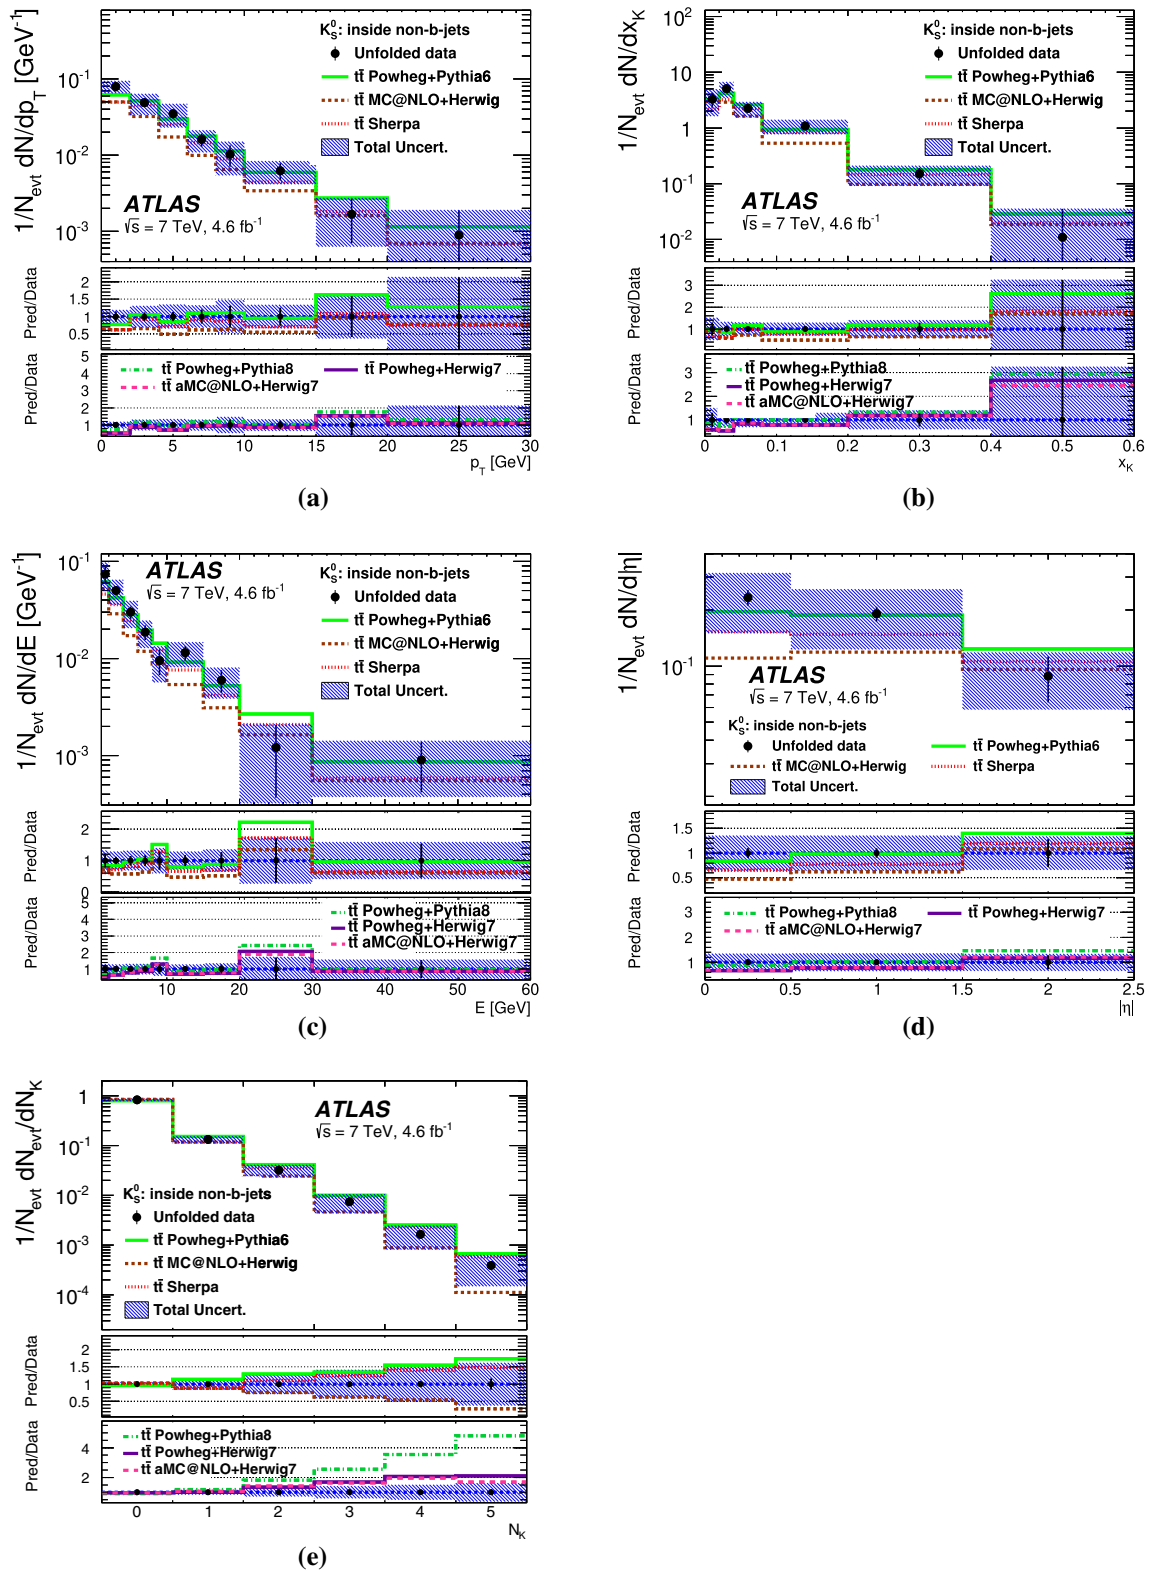 1/N_evt dN/dp_T [GeV^-1]
K_S^0: inside non-b-jets
Unfolded data
tt̄ Powheg+Pythia6
tt̄ MC@NLO+Herwig
tt̄ Sherpa
Total Uncert.
ATLAS
√s = 7 TeV, 4.6 fb^-1
10^-1
10^-2
10^-3
Pred/Data
2
1.5
1
0.5
Pred/Data
5
4
3
2
1
tt̄ Powheg+Pythia8
tt̄ Powheg+Herwig7
tt̄ aMC@NLO+Herwig7
0 5 10 15 20 25 30
p_T [GeV]
(a)
1/N_evt dN/dx_K
K_S^0: inside non-b-jets
Unfolded data
tt̄ Powheg+Pythia6
tt̄ MC@NLO+Herwig
tt̄ Sherpa
Total Uncert.
ATLAS
√s = 7 TeV, 4.6 fb^-1
10^2
10
1
10^-1
10^-2
Pred/Data
3
2
1
Pred/Data
3
2
1
tt̄ Powheg+Pythia8
tt̄ Powheg+Herwig7
tt̄ aMC@NLO+Herwig7
0 0.1 0.2 0.3 0.4 0.5 0.6
x_K
(b)
1/N_evt dN/dE [GeV^-1]
ATLAS
√s = 7 TeV, 4.6 fb^-1
K_S^0: inside non-b-jets
Unfolded data
tt̄ Powheg+Pythia6
tt̄ MC@NLO+Herwig
tt̄ Sherpa
Total Uncert.
10^-1
10^-2
10^-3
Pred/Data
2
1
0
Pred/Data
5
4
3
2
1
tt̄ Powheg+Pythia8
tt̄ Powheg+Herwig7
tt̄ aMC@NLO+Herwig7
10 20 30 40 50 60
E [GeV]
(c)
1/N_evt dN/d|η|
10^-1
ATLAS
√s = 7 TeV, 4.6 fb^-1
K_S^0: inside non-b-jets
Unfolded data
tt̄ Powheg+Pythia6
tt̄ MC@NLO+Herwig
tt̄ Sherpa
Total Uncert.
Pred/Data
1.5
1
0.5
Pred/Data
3
2
1
tt̄ Powheg+Pythia8
tt̄ Powheg+Herwig7
tt̄ aMC@NLO+Herwig7
0 0.5 1 1.5 2 2.5
|η|
(d)
1/N_evt dN_evt/dN_K
ATLAS
√s = 7 TeV, 4.6 fb^-1
K_S^0: inside non-b-jets
Unfolded data
tt̄ Powheg+Pythia6
tt̄ MC@NLO+Herwig
tt̄ Sherpa
Total Uncert.
1
10^-1
10^-2
10^-3
10^-4
Pred/Data
2
1.5
1
0.5
Pred/Data
4
2
tt̄ Powheg+Pythia8
tt̄ Powheg+Herwig7
tt̄ aMC@NLO+Herwig7
0 1 2 3 4 5
N_K
(e)